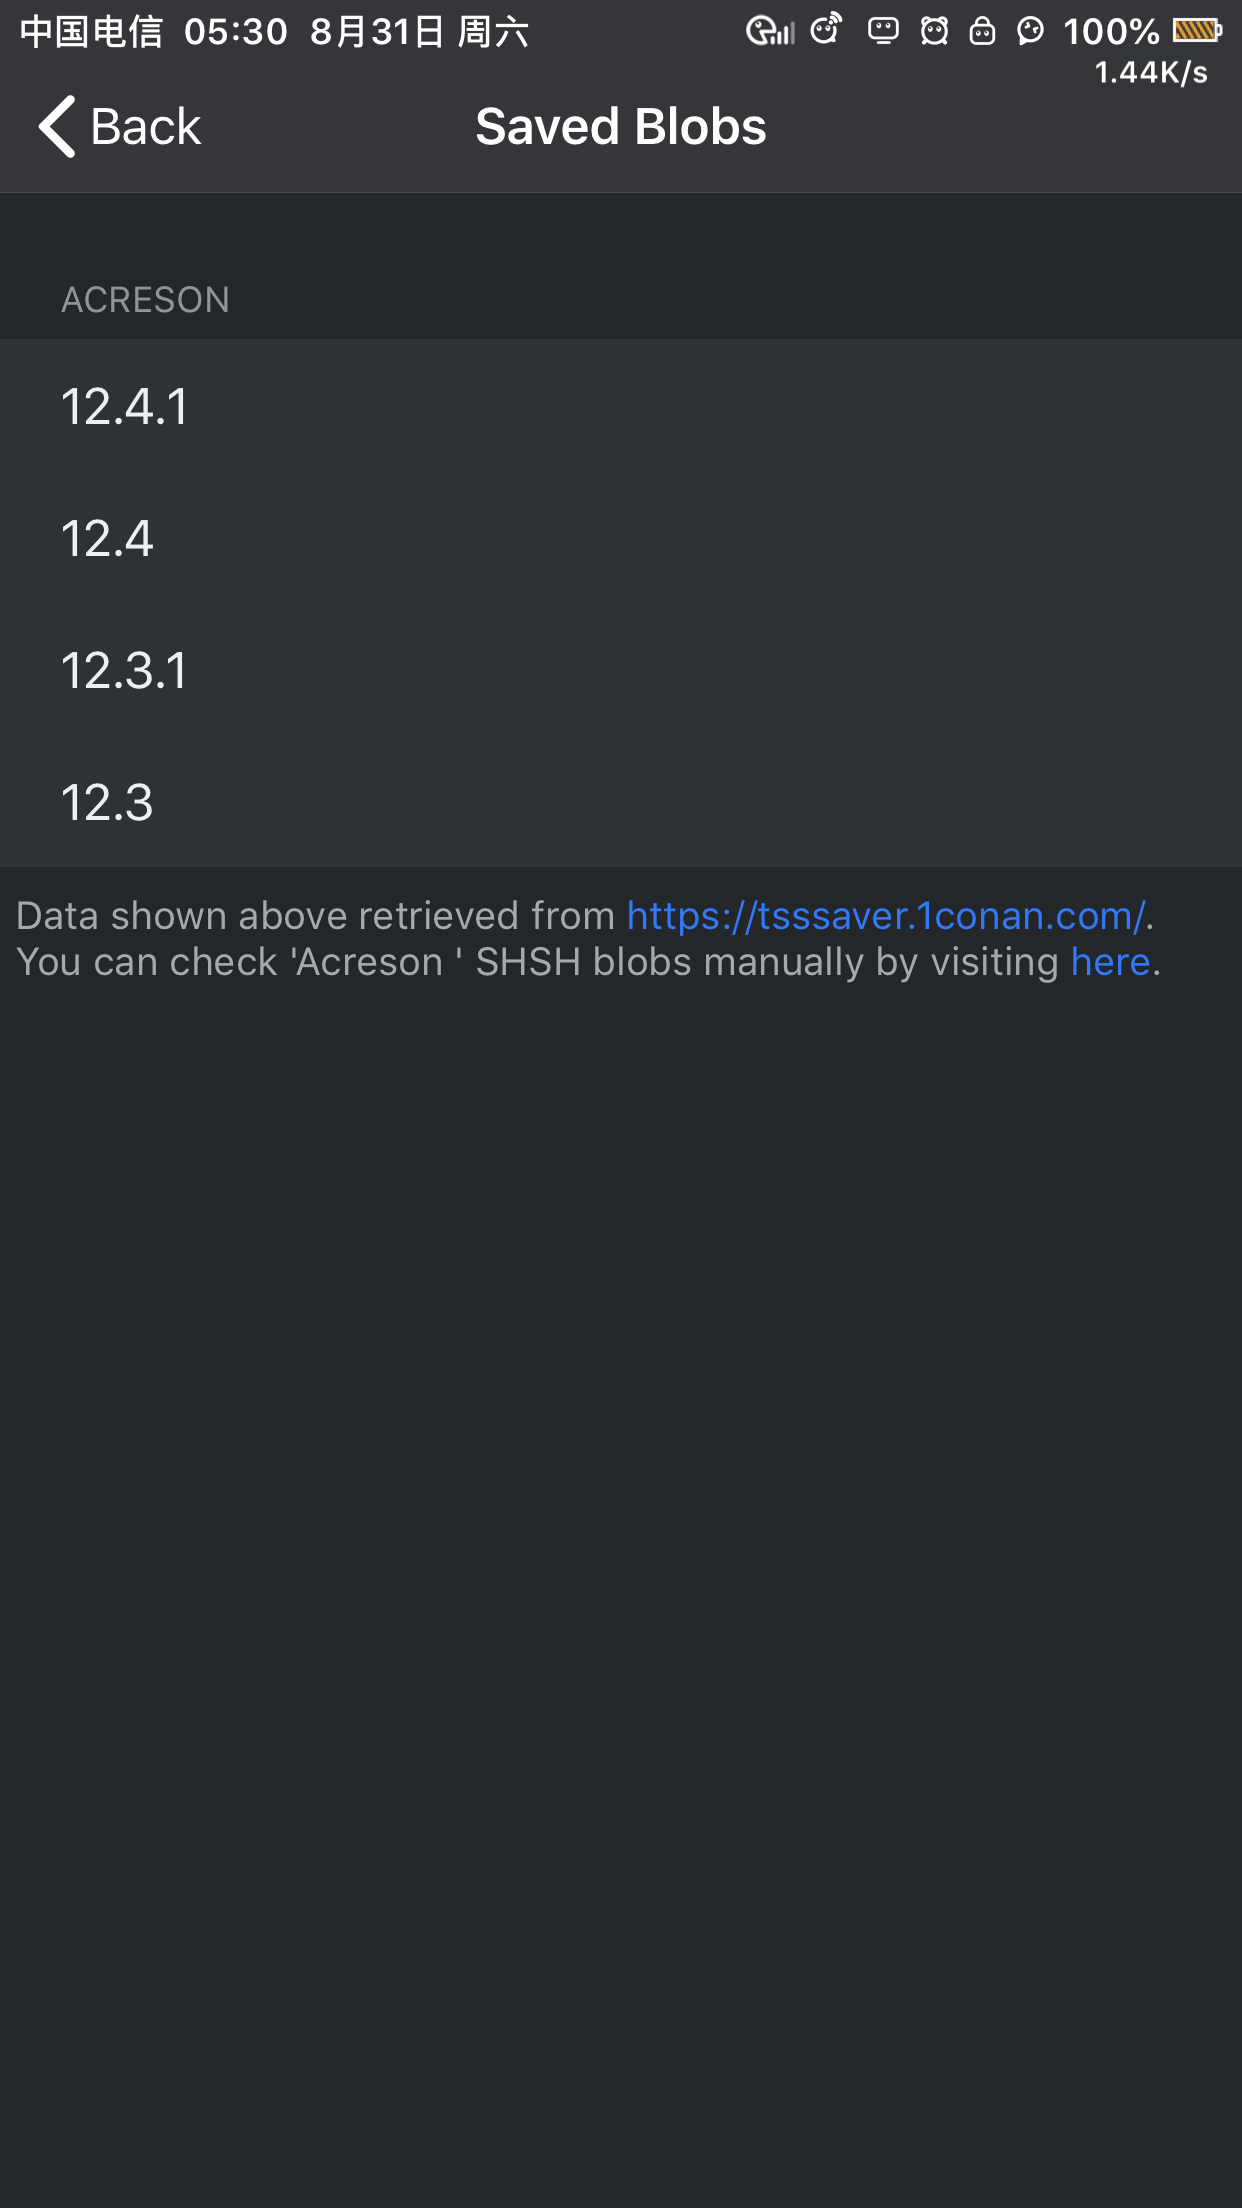 中国电信 05:30 8月31日 周六 100%
1.44K/s
Back Saved Blobs
ACRESON
12.4.1
12.4
12.3.1
12.3
Data shown above retrieved from https://tsssaver.1conan.com/.
You can check 'Acreson ' SHSH blobs manually by visiting here.